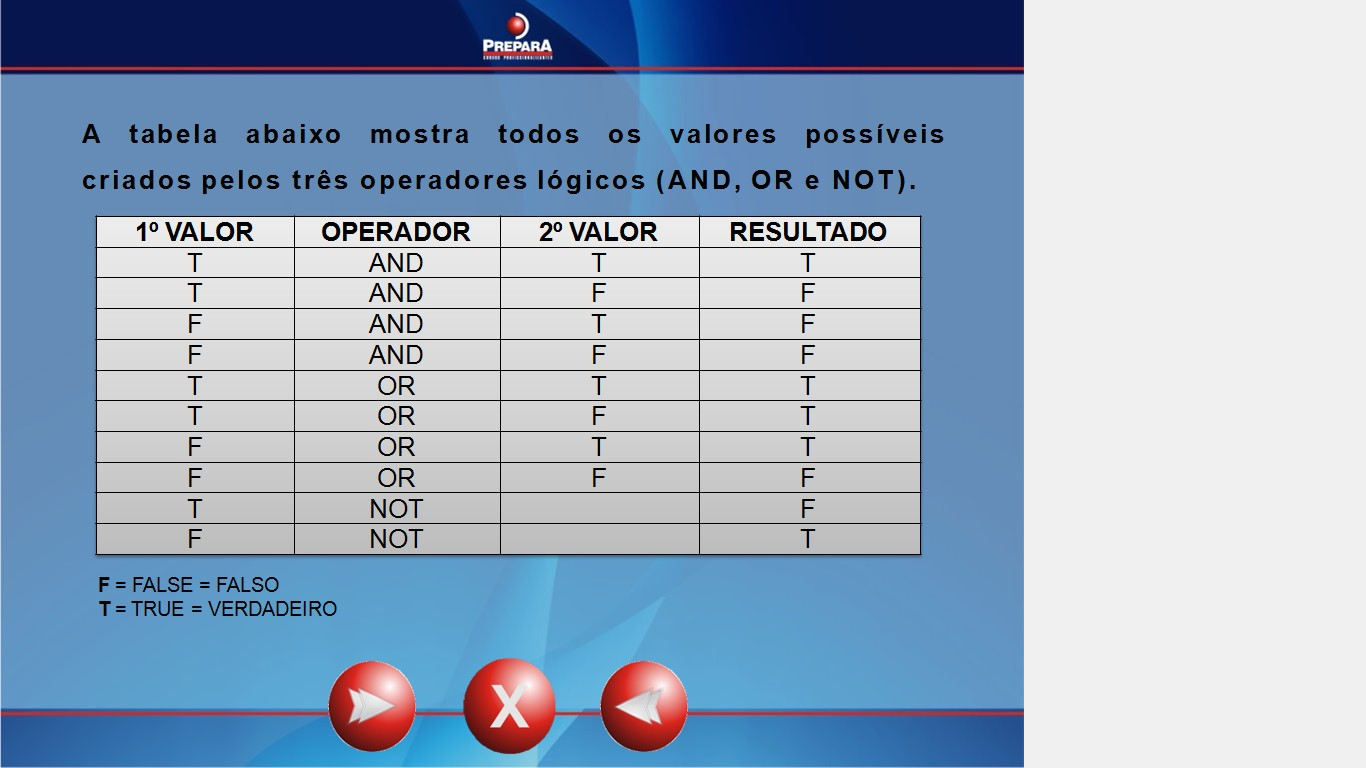 PREPARA
CURSOS PROFISSIONALIZANTES
A tabela abaixo mostra todos os valores possíveis
criados pelos três operadores lógicos (AND, OR e NOT).
1º VALOR OPERADOR 2º VALOR RESULTADO
T AND T T
T AND F F
F AND T F
F AND F F
T OR T T
T OR F T
F OR T T
F OR F F
T NOT F
F NOT T
F = FALSE = FALSO
T = TRUE = VERDADEIRO
X